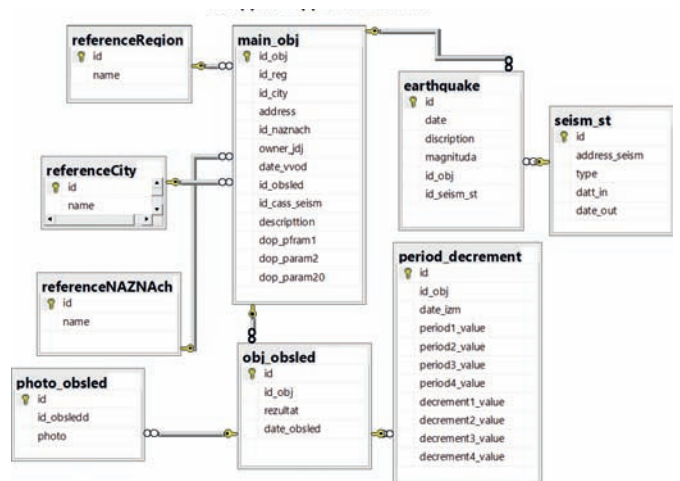 referenceRegion
id
name
main_obj
id_obj
id_reg
id_city
address
id_naznach
owner_jdj
date_vvod
id_obsled
id_cass_seism
descripttion
dop_pfram1
dop_param2
dop_param20
earthquake
id
date
discription
magnituda
id_obj
id_seism_st
seism_st
id
address_seism
type
datt_in
date_out
referenceCity
id
name
referenceNAZNAch
id
name
period_decrement
id
id_obj
date_izm
period1_value
period2_value
period3_value
period4_value
decrement1_value
decrement2_value
decrement3_value
decrement4_value
obj_obsled
id
id_obj
rezultat
date_obsled
photo_obsled
id
id_obsledd
photo